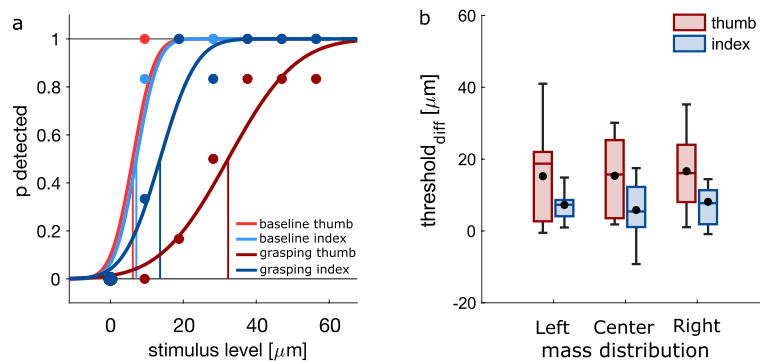 a
1
0.8
0.6
0.4
0.2
0
p detected
baseline thumb
baseline index
grasping thumb
grasping index
0
20
40
60
stimulus level [μm]
b
thumb
index
60
40
20
0
-20
threshold_diff [μm]
Left
Center
Right
mass distribution